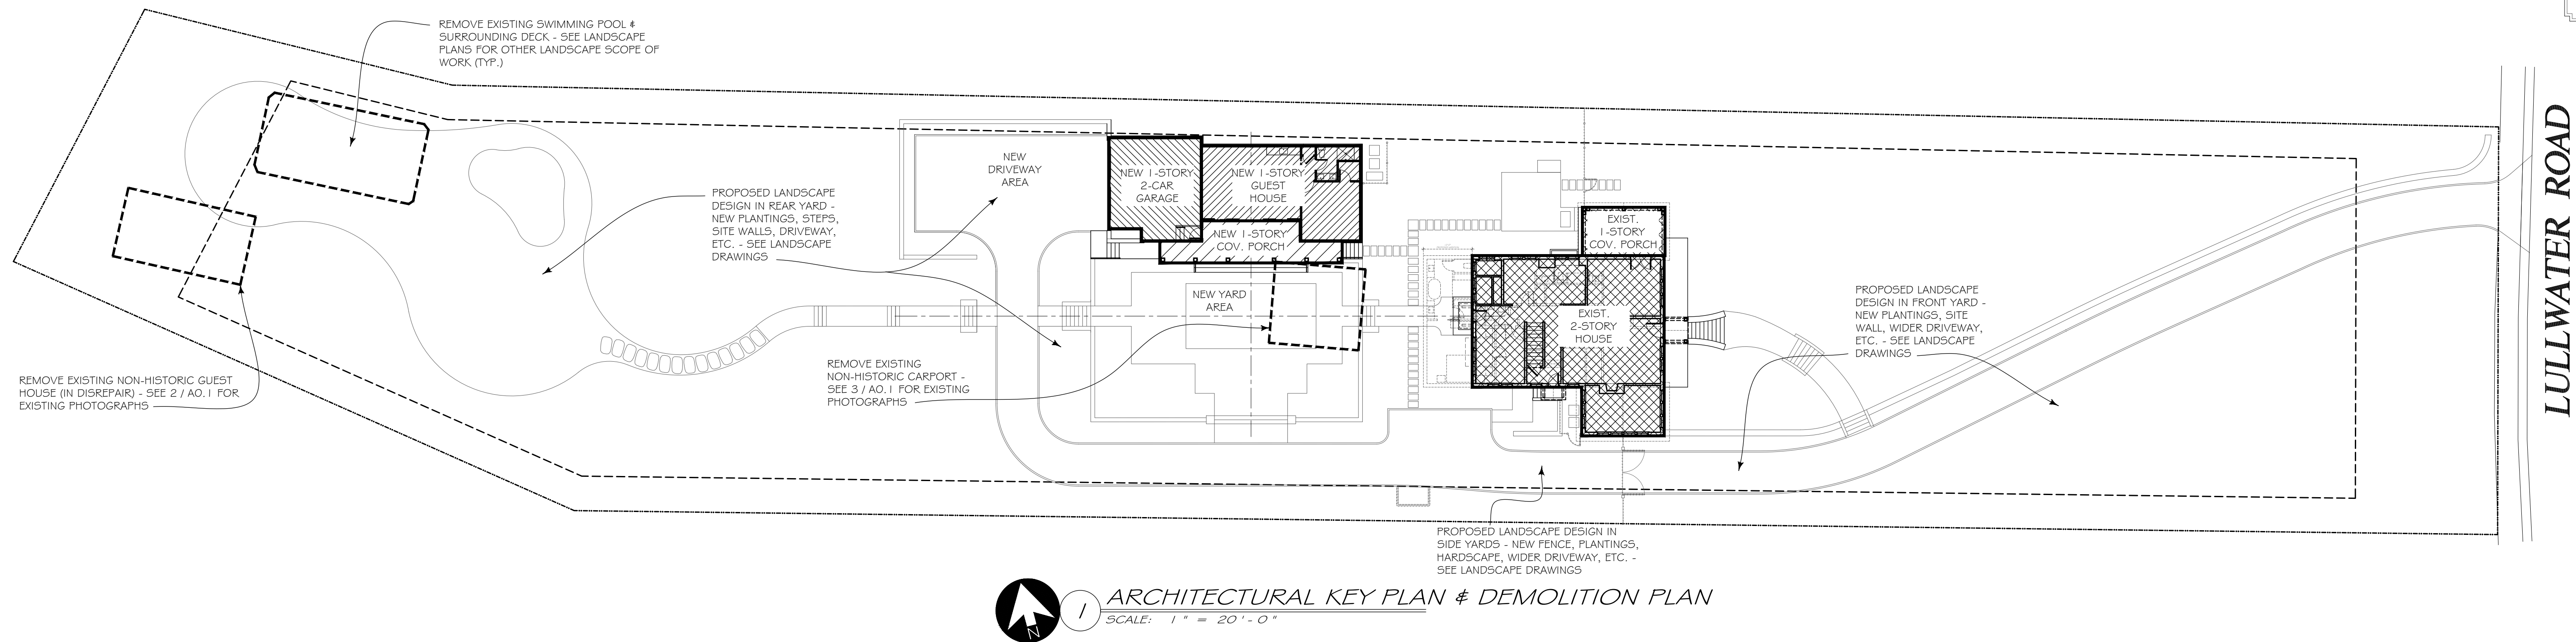 REMOVE EXISTING SWIMMING POOL &
SURROUNDING DECK - SEE LANDSCAPE
PLANS FOR OTHER LANDSCAPE SCOPE OF
WORK (TYP.)
REMOVE EXISTING NON-HISTORIC GUEST
HOUSE (IN DISREPAIR) - SEE 2 / A0.1 FOR
EXISTING PHOTOGRAPHS
PROPOSED LANDSCAPE
DESIGN IN REAR YARD -
NEW PLANTINGS, STEPS,
SITE WALLS, DRIVEWAY,
ETC. - SEE LANDSCAPE
DRAWINGS
NEW
DRIVEWAY
AREA
NEW 1-STORY
2-CAR
GARAGE
NEW 1-STORY
GUEST
HOUSE
NEW 1-STORY
COV. PORCH
NEW YARD
AREA
REMOVE EXISTING
NON-HISTORIC CARPORT -
SEE 3 / A0.1 FOR EXISTING
PHOTOGRAPHS
EXIST.
1-STORY
COV. PORCH
EXIST.
2-STORY
HOUSE
PROPOSED LANDSCAPE
DESIGN IN FRONT YARD -
NEW PLANTINGS, SITE
WALL, WIDER DRIVEWAY,
ETC. - SEE LANDSCAPE
DRAWINGS
PROPOSED LANDSCAPE DESIGN IN
SIDE YARDS - NEW FENCE, PLANTINGS,
HARDSCAPE, WIDER DRIVEWAY, ETC. -
SEE LANDSCAPE DRAWINGS
LULLWATER ROAD
N
1
ARCHITECTURAL KEY PLAN & DEMOLITION PLAN
SCALE: 1" = 20'-0"